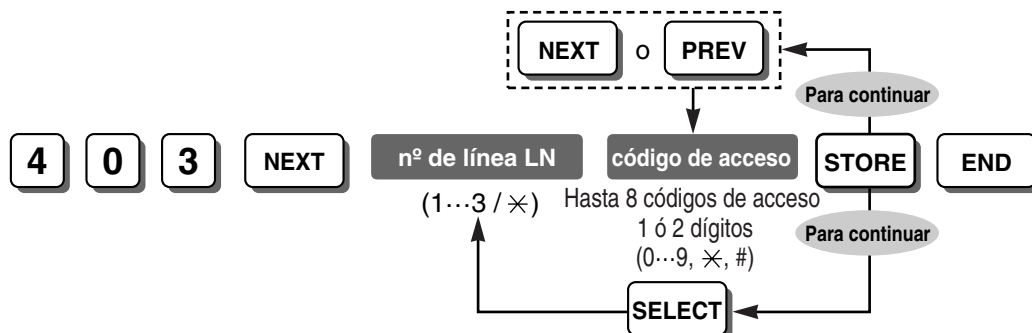 NEXT o PREV
Para continuar
4 0 3 NEXT nº de línea LN código de acceso STORE END
(1···3 / ✳) Hasta 8 códigos de acceso
1 ó 2 dígitos
(0···9, ✳, #)
Para continuar
SELECT